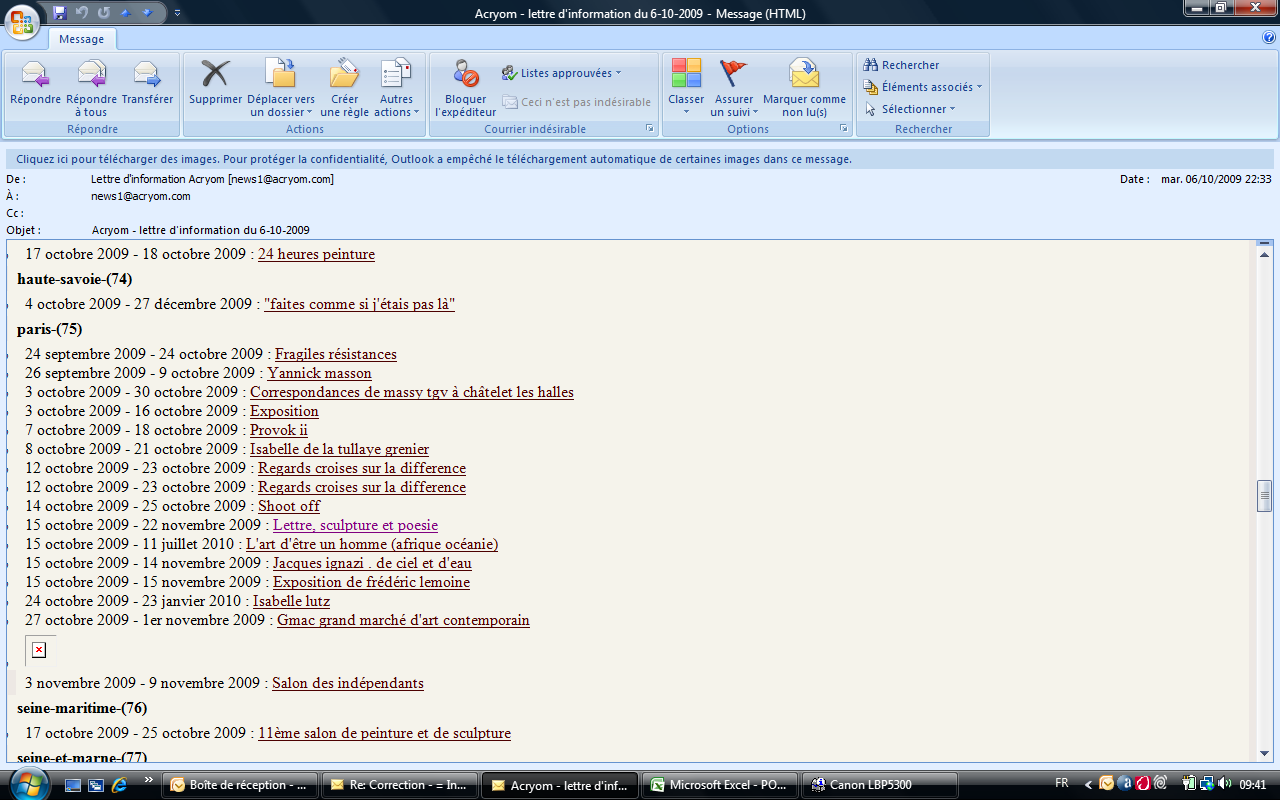 Acryom - lettre d'information du 6-10-2009 - Message (HTML)
Message
Répondre Répondre à tous Transférer
Répondre
Supprimer Déplacer vers un dossier Créer une règle Autres actions
Actions
Bloquer l'expéditeur Listes approuvées
Ceci n'est pas indésirable
Courrier indésirable
Classer Assurer un suivi Marquer comme non lu(s)
Options
Rechercher
Éléments associés
Sélectionner
Rechercher
Cliquez ici pour télécharger des images. Pour protéger la confidentialité, Outlook a empêché le téléchargement automatique de certaines images dans ce message.
De : Lettre d'information Acryom [news1@acryom.com] Date : mar. 06/10/2009 22:33
À : news1@acryom.com
Cc :
Objet : Acryom - lettre d'information du 6-10-2009
17 octobre 2009 - 18 octobre 2009 : 24 heures peinture
haute-savoie-(74)
4 octobre 2009 - 27 décembre 2009 : "faites comme si j'étais pas là"
paris-(75)
24 septembre 2009 - 24 octobre 2009 : Fragiles résistances
26 septembre 2009 - 9 octobre 2009 : Yannick masson
3 octobre 2009 - 30 octobre 2009 : Correspondances de massy tgv à châtelet les halles
3 octobre 2009 - 16 octobre 2009 : Exposition
7 octobre 2009 - 18 octobre 2009 : Provok ii
8 octobre 2009 - 21 octobre 2009 : Isabelle de la tullaye grenier
12 octobre 2009 - 23 octobre 2009 : Regards croises sur la difference
12 octobre 2009 - 23 octobre 2009 : Regards croises sur la difference
14 octobre 2009 - 25 octobre 2009 : Shoot off
15 octobre 2009 - 22 novembre 2009 : Lettre, sculpture et poesie
15 octobre 2009 - 11 juillet 2010 : L'art d'être un homme (afrique océanie)
15 octobre 2009 - 14 novembre 2009 : Jacques ignazi . de ciel et d'eau
15 octobre 2009 - 15 novembre 2009 : Exposition de frédéric lemoine
24 octobre 2009 - 23 janvier 2010 : Isabelle lutz
27 octobre 2009 - 1er novembre 2009 : Gmac grand marché d'art contemporain
3 novembre 2009 - 9 novembre 2009 : Salon des indépendants
seine-maritime-(76)
17 octobre 2009 - 25 octobre 2009 : 11ème salon de peinture et de sculpture
seine-et-marne-(77)
Boîte de réception - ... Re: Correction - = In... Acryom - lettre d'inf... Microsoft Excel - PO... Canon LBP5300 FR 09:41